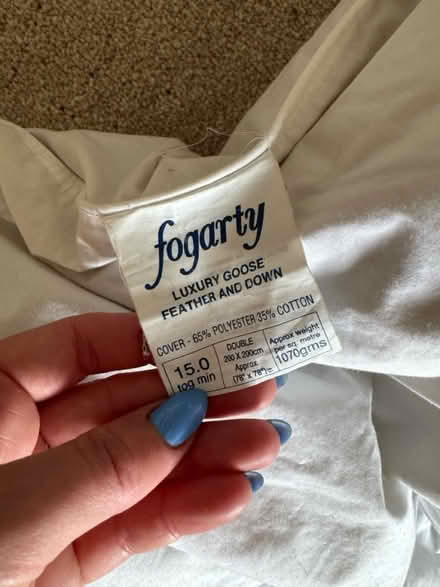 fogarty
LUXURY GOOSE
FEATHER AND DOWN
COVER - 65% POLYESTER 35% COTTON
15.0
tog min
DOUBLE
200 X 200cm
Approx.
(78" x 78")
Approx weight
per sq. metre
1070gms